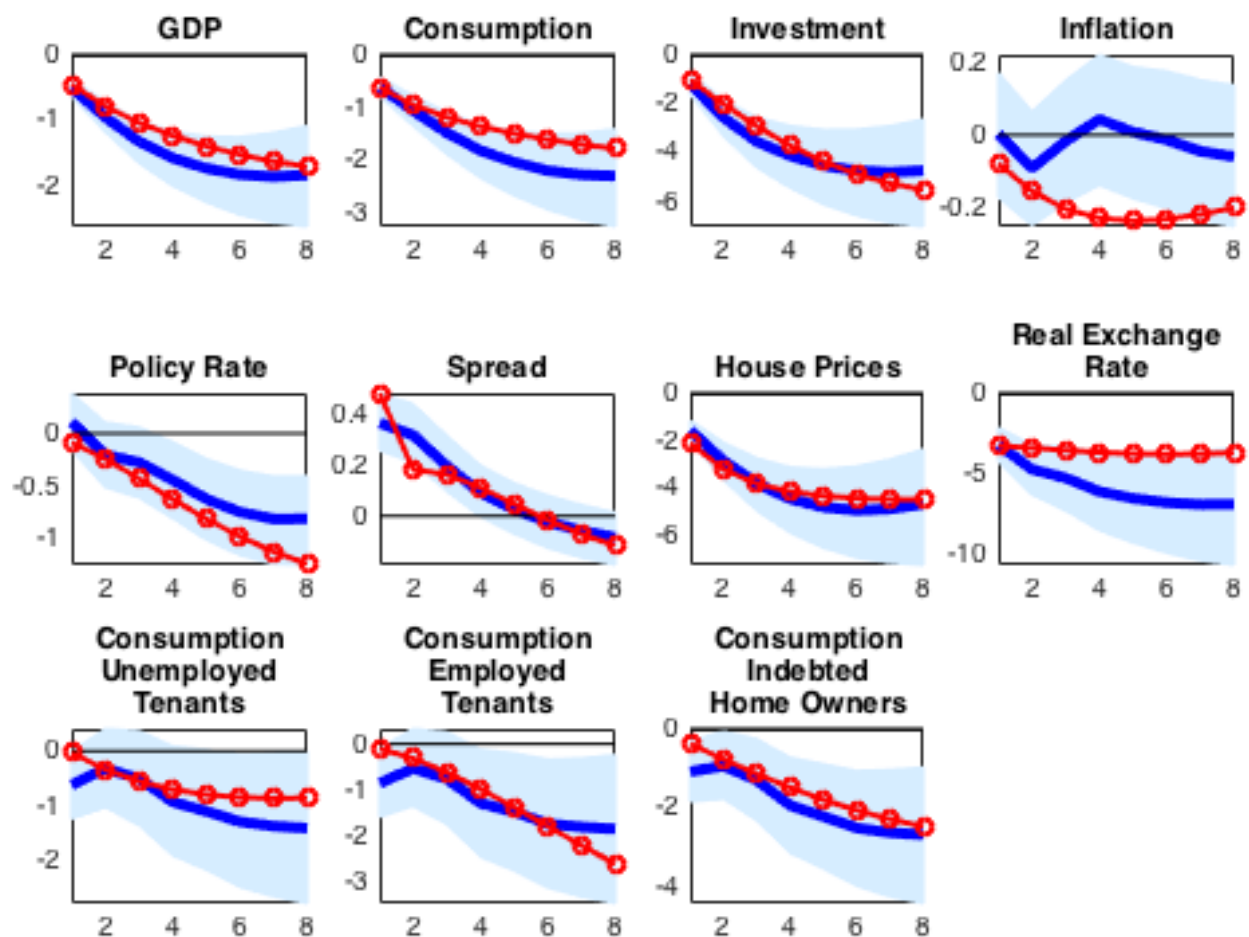 GDP
Consumption
Investment
Inflation
0
-1
-2
2 4 6 8
0
-1
-2
-3
2 4 6 8
0
-2
-4
-6
2 4 6 8
0.2
0
-0.2
2 4 6 8
Policy Rate
Spread
House Prices
Real Exchange
Rate
0
-0.5
-1
2 4 6 8
0.4
0.2
0
2 4 6 8
-0
-2
-4
-6
2 4 6 8
0
-5
-10
2 4 6 8
Consumption
Unemployed
Tenants
Consumption
Employed
Tenants
Consumption
Indebted
Home Owners
0
-1
-2
2 4 6 8
0
-1
-2
-3
2 4 6 8
0
-2
-4
2 4 6 8